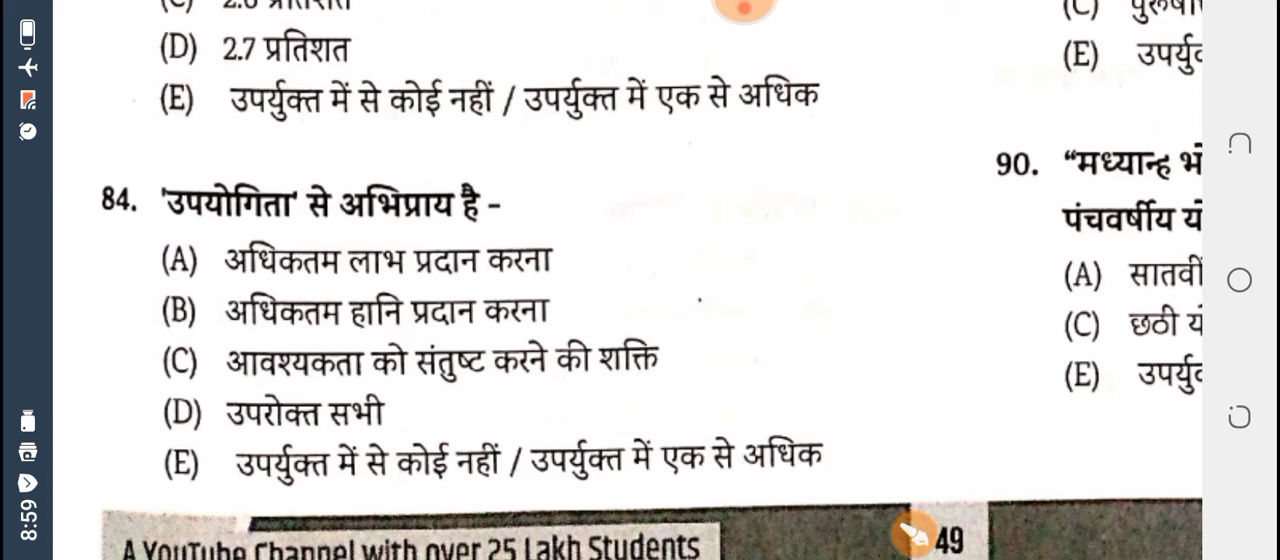 (D) 2.7 प्रतिशत
(E) उपर्युक्त में से कोई नहीं / उपर्युक्त में एक से अधिक
84. 'उपयोगिता' से अभिप्राय है -
(A) अधिकतम लाभ प्रदान करना
(B) अधिकतम हानि प्रदान करना
(C) आवश्यकता को संतुष्ट करने की शक्ति
(D) उपरोक्त सभी
(E) उपर्युक्त में से कोई नहीं / उपर्युक्त में एक से अधिक
A YouTube Channel with over 25 Lakh Students
49
(C)
(E)
90. "मध्यान्ह
पंचवर्षीय
(A) सातवीं
(C) छठी
(E)
8:59